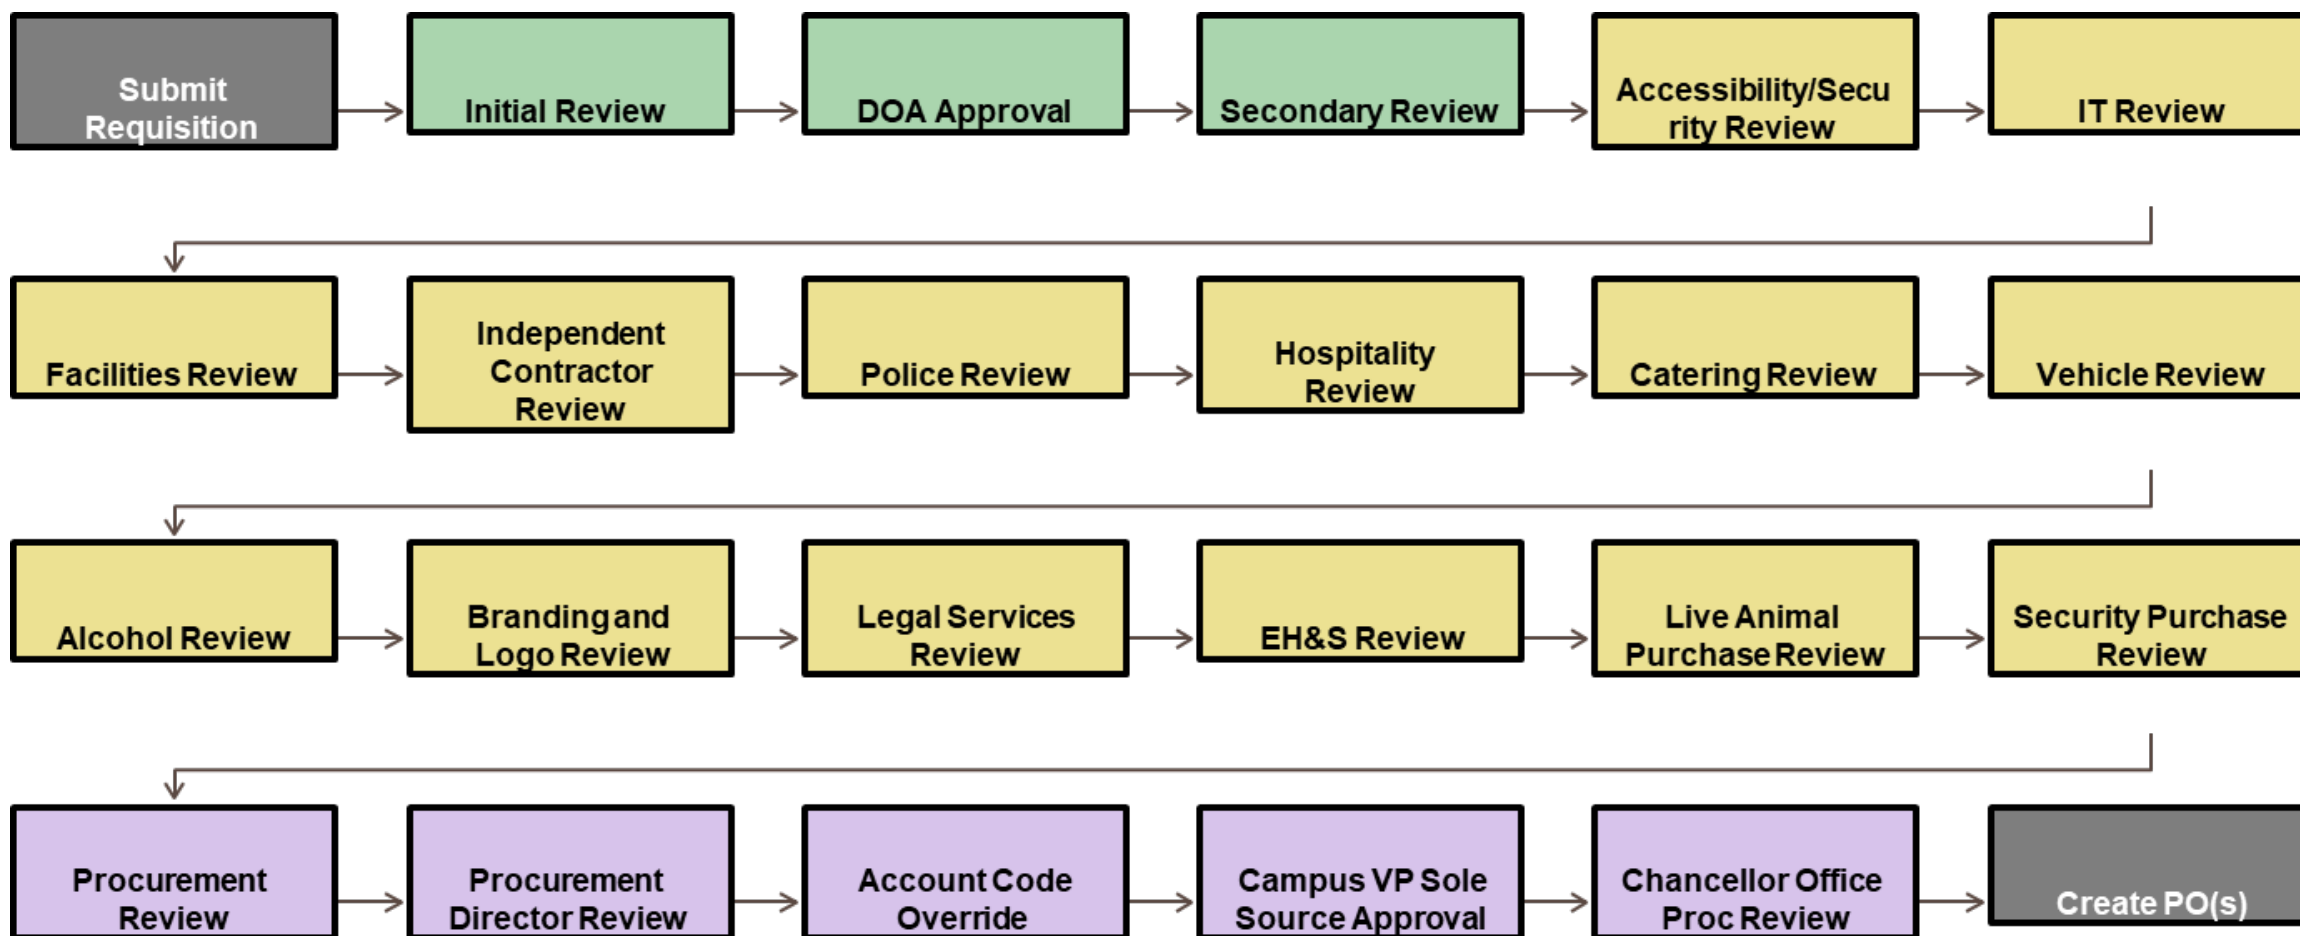 Submit
Requisition
Initial Review
DOA Approval
Secondary Review
Accessibility/Secu
rity Review
IT Review
Facilities Review
Independent
Contractor
Review
Police Review
Hospitality
Review
Catering Review
Vehicle Review
Alcohol Review
Branding and
Logo Review
Legal Services
Review
EH&S Review
Live Animal
Purchase Review
Security Purchase
Review
Procurement
Review
Procurement
Director Review
Account Code
Override
Campus VP Sole
Source Approval
Chancellor Office
Proc Review
Create PO(s)